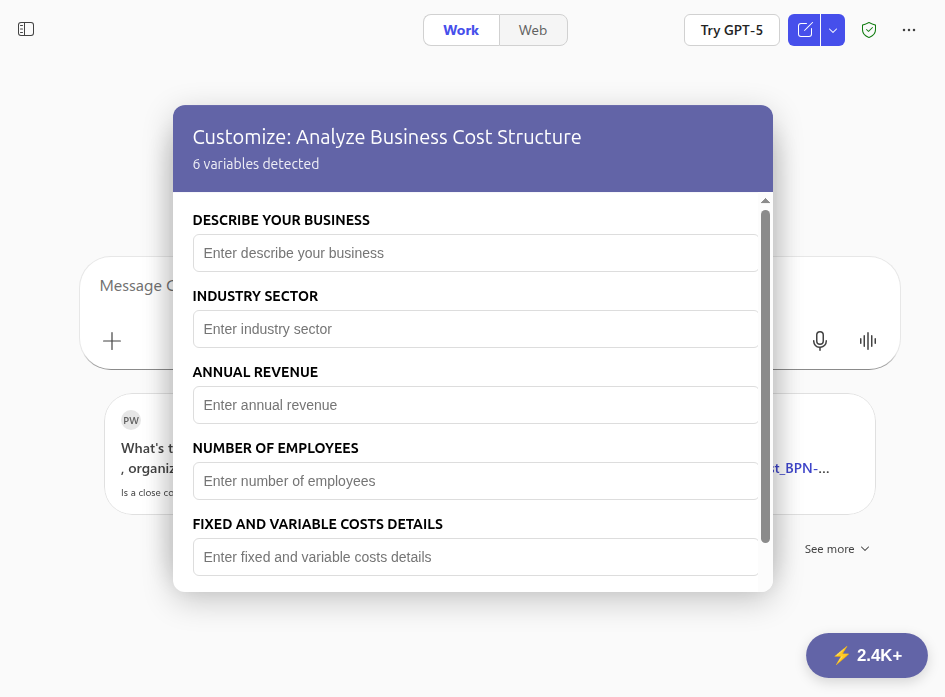 Work
Web
Try GPT-5
Customize: Analyze Business Cost Structure
6 variables detected
DESCRIBE YOUR BUSINESS
Enter describe your business
INDUSTRY SECTOR
Enter industry sector
ANNUAL REVENUE
Enter annual revenue
NUMBER OF EMPLOYEES
Enter number of employees
FIXED AND VARIABLE COSTS DETAILS
Enter fixed and variable costs details
Message
PW
What's
, organiz
Is a close co
st_BPN-...
See more
⚡ 2.4K+